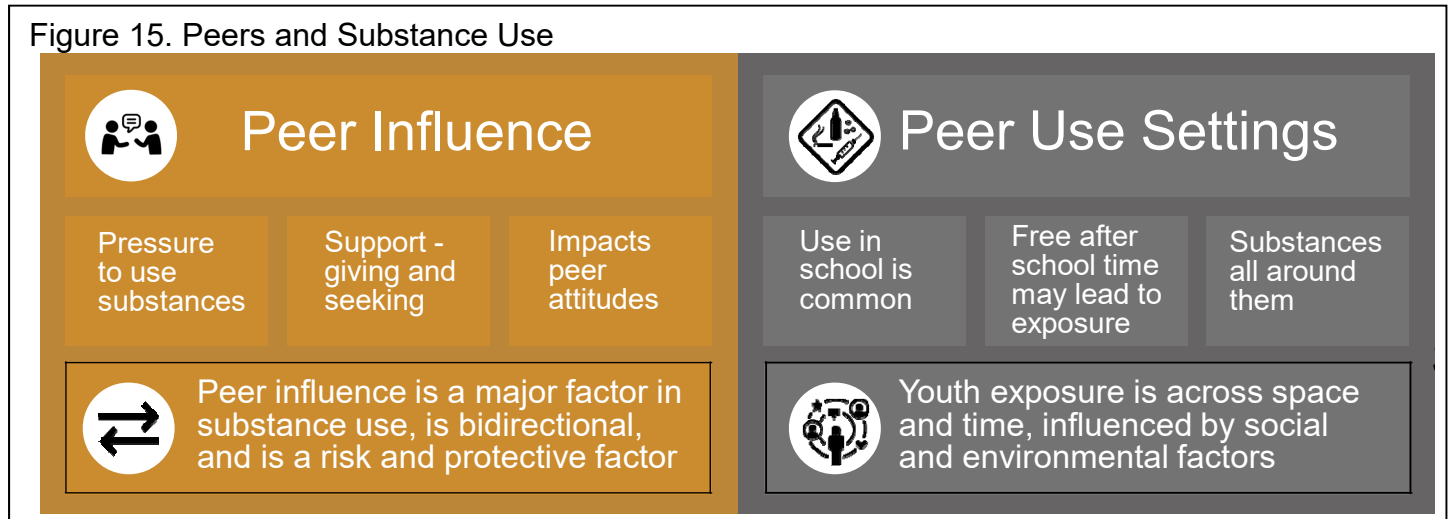 Figure 15. Peers and Substance Use
Peer Influence
Pressure
to use
substances
Support -
giving and
seeking
Impacts
peer
attitudes
Peer influence is a major factor in
substance use, is bidirectional,
and is a risk and protective factor
Peer Use Settings
Use in
school is
common
Free after
school time
may lead to
exposure
Substances
all around
them
Youth exposure is across space
and time, influenced by social
and environmental factors